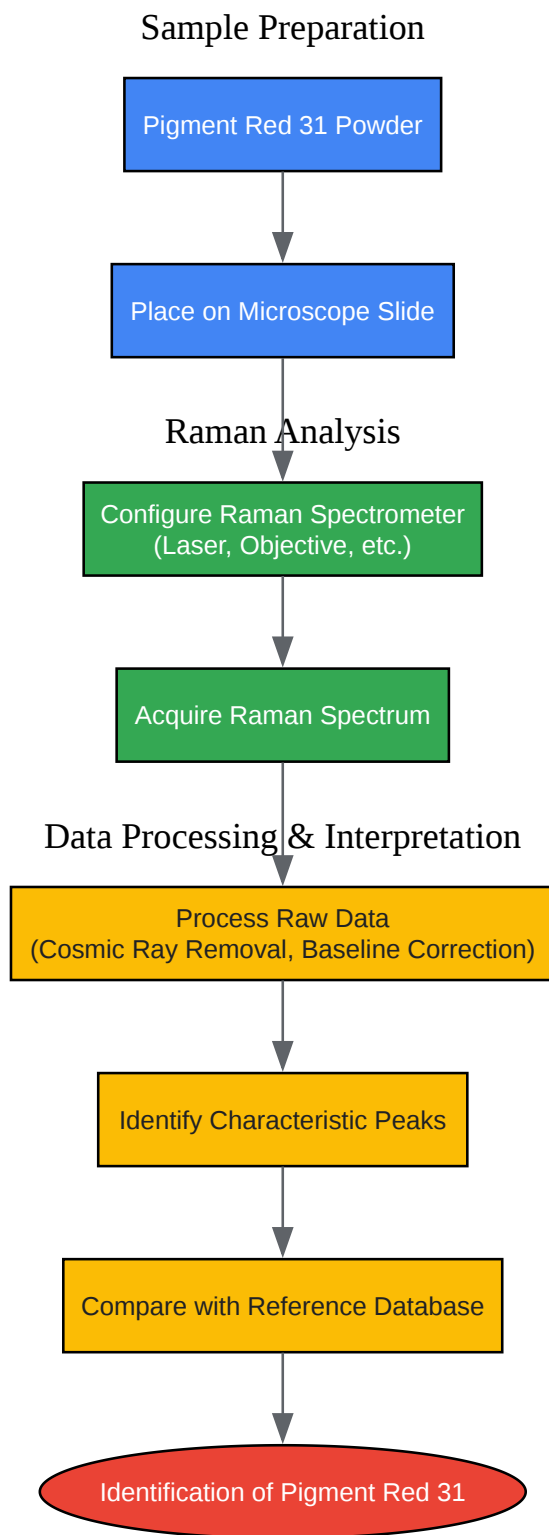 Sample Preparation
Pigment Red 31 Powder
Place on Microscope Slide
Raman Analysis
Configure Raman Spectrometer
(Laser, Objective, etc.)
Acquire Raman Spectrum
Data Processing & Interpretation
Process Raw Data
(Cosmic Ray Removal, Baseline Correction)
Identify Characteristic Peaks
Compare with Reference Database
Identification of Pigment Red 31